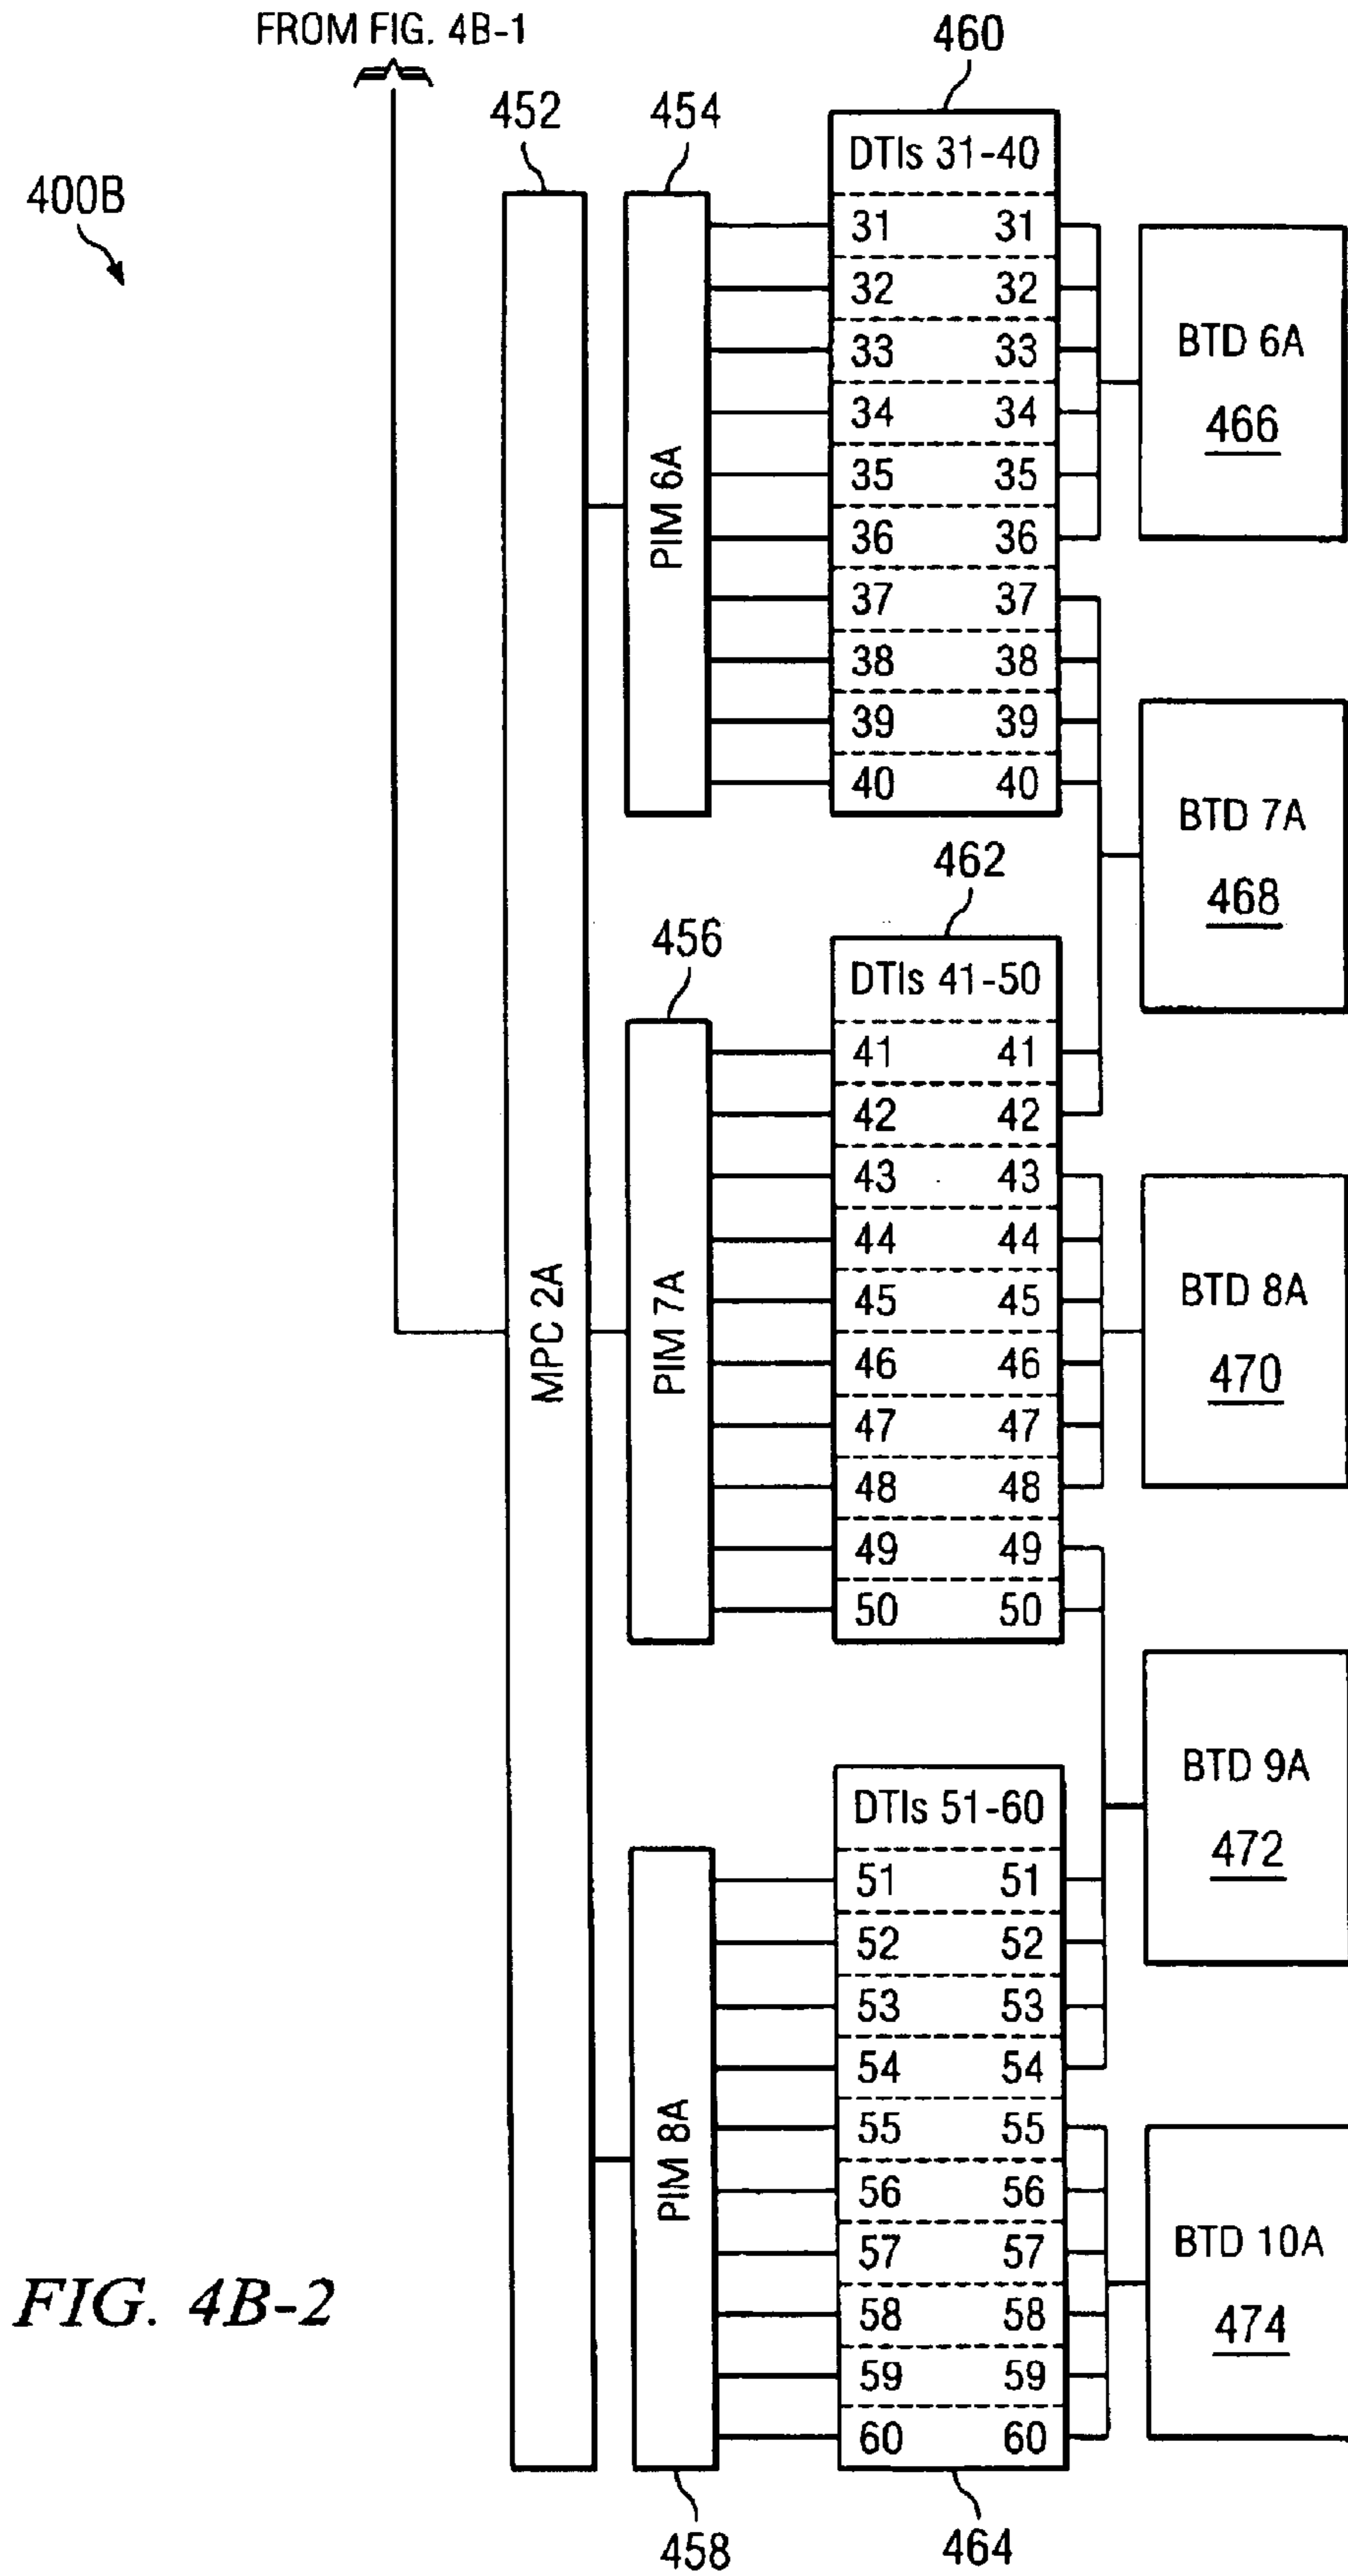 FROM FIG. 4B-1
400B
452
454
460
MPC 2A
PIM 6A
DTIs 31-40
31 31
32 32
33 33
34 34
35 35
36 36
37 37
38 38
39 39
40 40
BTD 6A
466
BTD 7A
468
456
462
PIM 7A
DTIs 41-50
41 41
42 42
43 43
44 44
45 45
46 46
47 47
48 48
49 49
50 50
BTD 8A
470
BTD 9A
472
PIM 8A
DTIs 51-60
51 51
52 52
53 53
54 54
55 55
56 56
57 57
58 58
59 59
60 60
BTD 10A
474
458
464
FIG. 4B-2